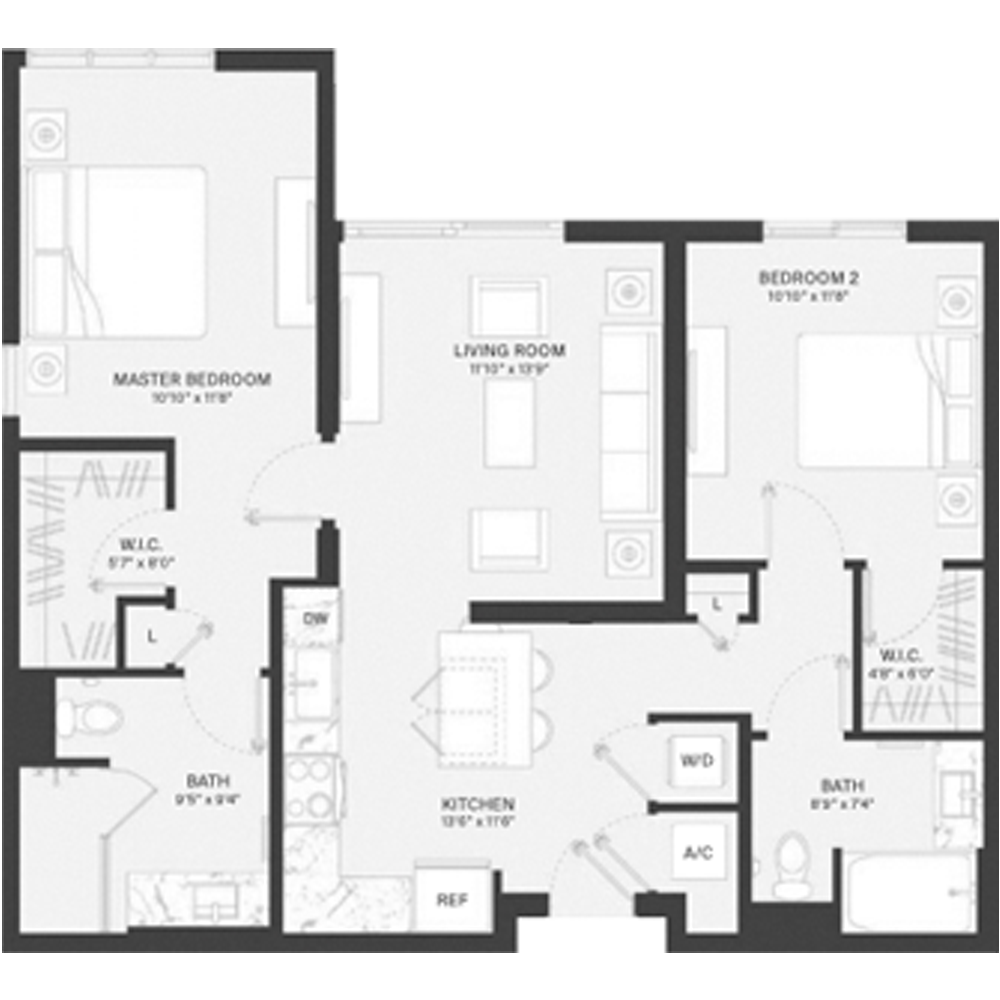 BEDROOM 2
10'10" x 11'8"
LIVING ROOM
11'10" x 13'9"
MASTER BEDROOM
10'10" x 11'8"
W.I.C.
5'7" x 8'0"
L
DW
L
W.I.C.
4'8" x 6'0"
W/D
BATH
9'5" x 9'4"
KITCHEN
13'6" x 11'6"
BATH
8'9" x 7'4"
A/C
REF